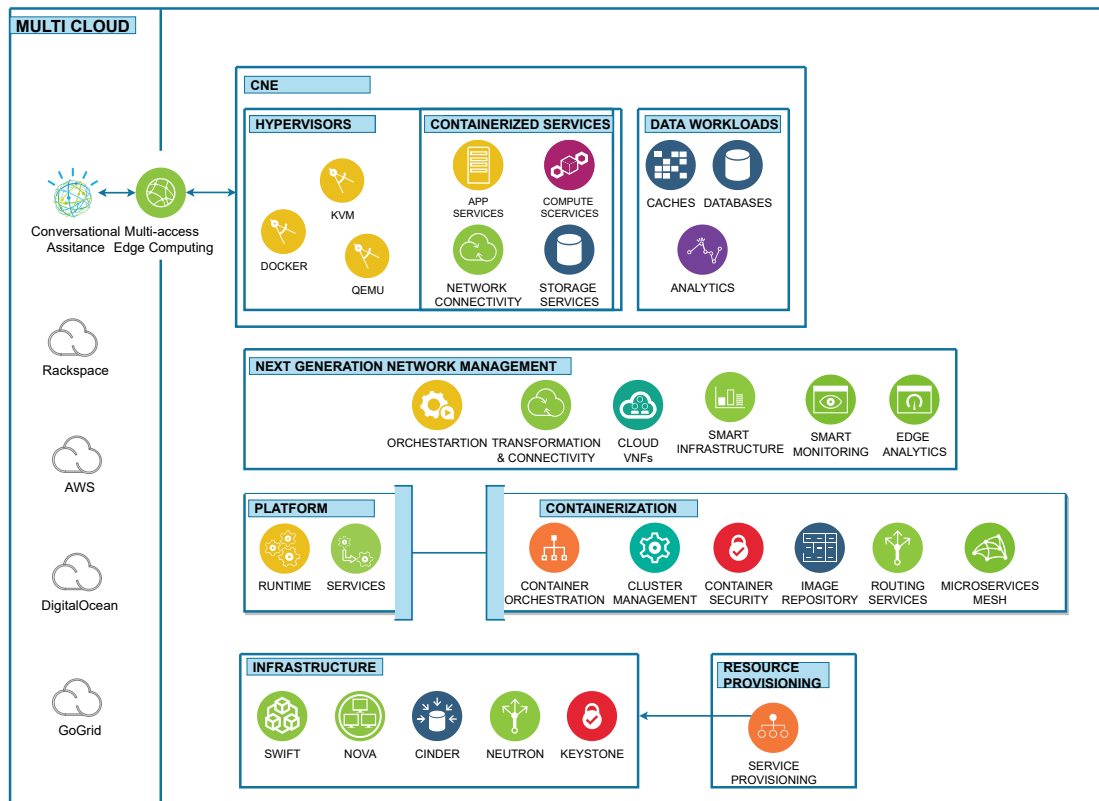 MULTI CLOUD
CNE
HYPERVISORS
CONTAINERIZED SERVICES
DATA WORKLOADS
KVM
DOCKER
QEMU
APP
SERVICES
COMPUTE
SCERVICES
NETWORK
CONNECTIVITY
STORAGE
SERVICES
CACHES
DATABASES
ANALYTICS
Conversational
Assitance
Multi-access
Edge Computing
Rackspace
AWS
DigitalOcean
GoGrid
NEXT GENERATION NETWORK MANAGEMENT
ORCHESTARTION
TRANSFORMATION
& CONNECTIVITY
CLOUD
VNFs
SMART
INFRASTRUCTURE
SMART
MONITORING
EDGE
ANALYTICS
PLATFORM
RUNTIME
SERVICES
CONTAINERIZATION
CONTAINER
ORCHESTRATION
CLUSTER
MANAGEMENT
CONTAINER
SECURITY
IMAGE
REPOSITORY
ROUTING
SERVICES
MICROSERVICES
MESH
INFRASTRUCTURE
SWIFT
NOVA
CINDER
NEUTRON
KEYSTONE
RESOURCE
PROVISIONING
SERVICE
PROVISIONING